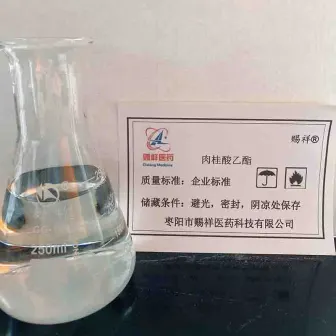 赐祥®
赐祥医药
肉桂酸乙酯
质量标准：企业标准
储藏条件：避光，密封，阴凉处保存
枣阳市赐祥医药科技有限公司
250ml